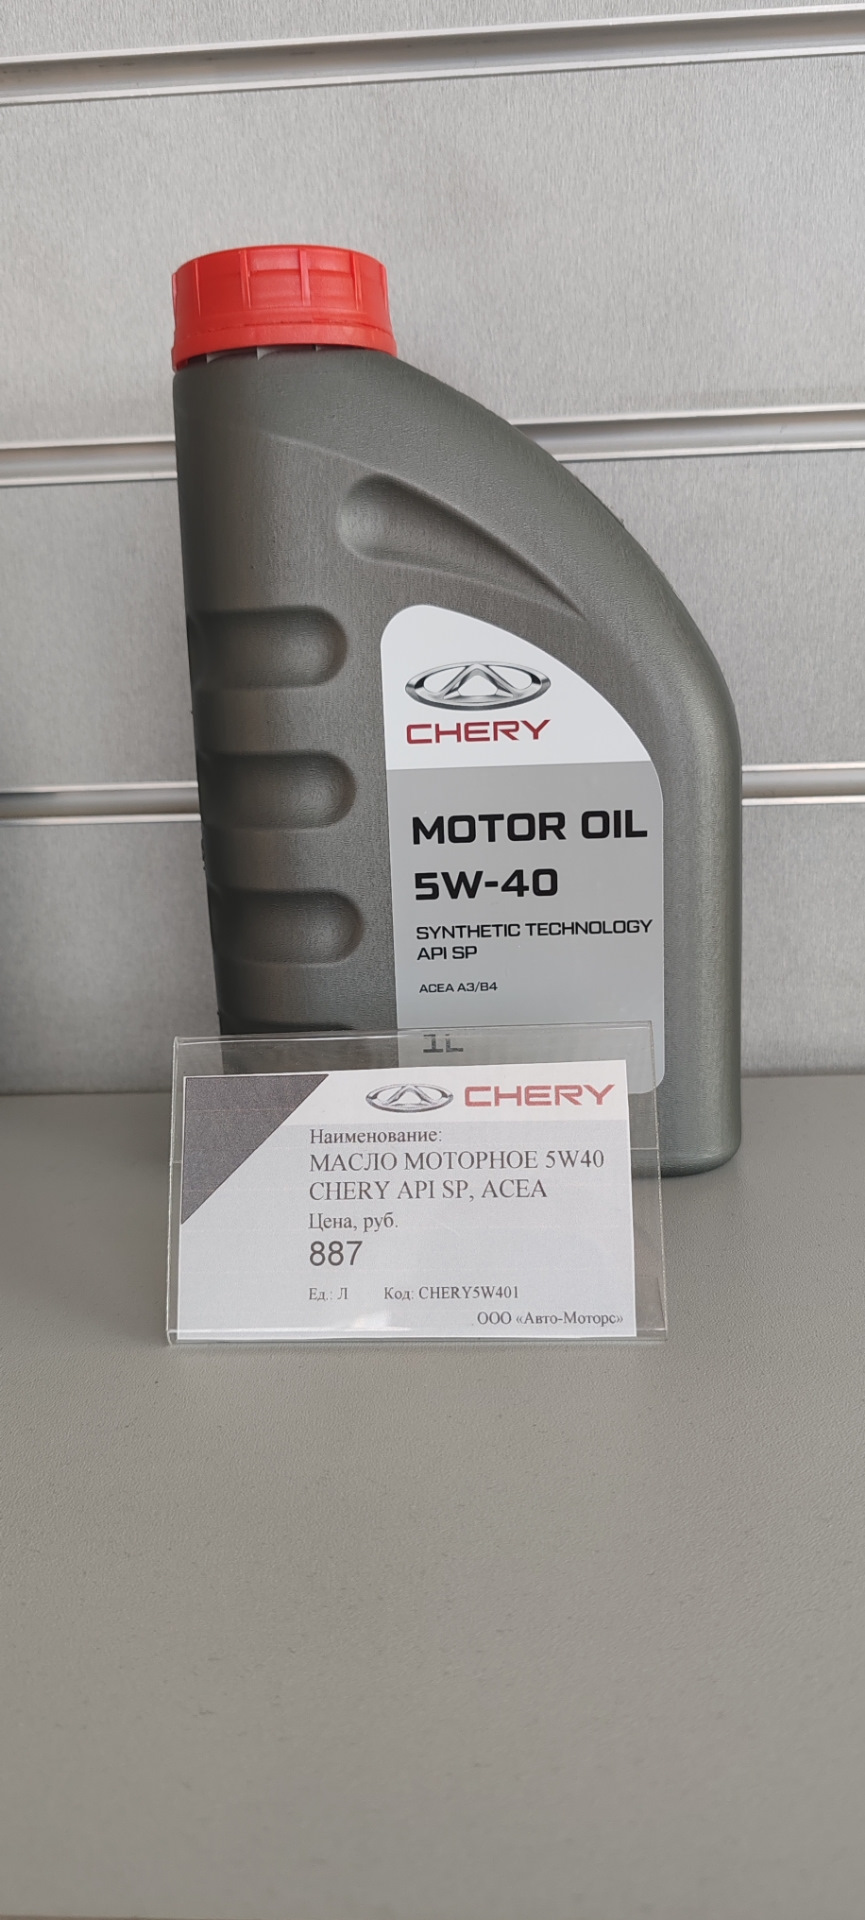 CHERY
MOTOR OIL
5W-40
SYNTHETIC TECHNOLOGY
API SP
ACEA A3/B4
1L
CHERY
Наименование:
МАСЛО МОТОРНОЕ 5W40
CHERY API SP, ACEA
Цена, руб.
887
Ед.: Л Код: CHERY5W401
ООО «Авто-Моторс»